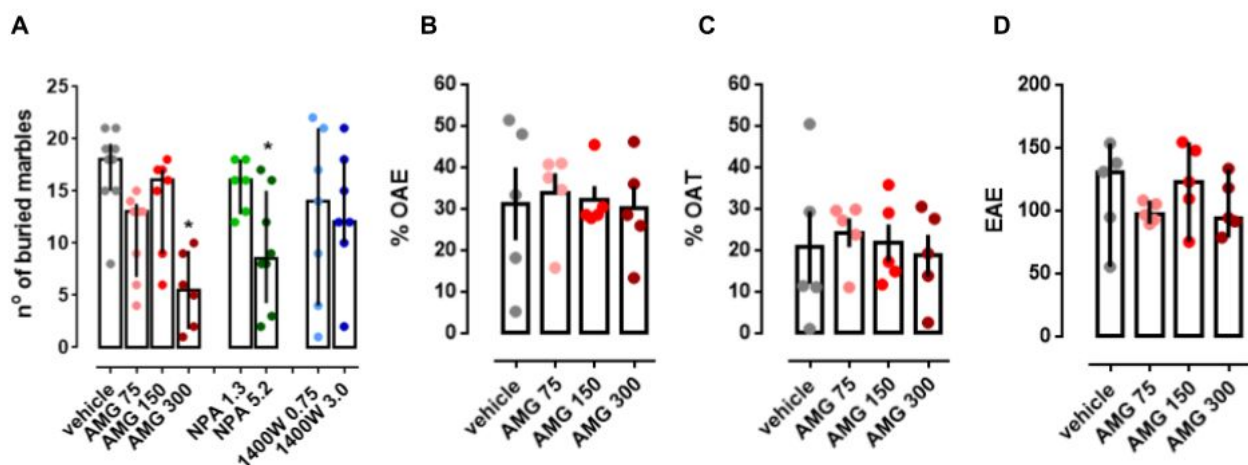 A
n° of buried marbles
25
20
15
10
5
0
*
*
vehicle
AMG 75
AMG 150
AMG 300
NPA 1.3
NPA 5.2
1400W 0.75
1400W 3.0
B
% OAE
60
50
40
30
20
10
0
vehicle
AMG 75
AMG 150
AMG 300
C
% OAT
60
50
40
30
20
10
0
vehicle
AMG 75
AMG 150
AMG 300
D
EAE
200
150
100
50
0
vehicle
AMG 75
AMG 150
AMG 300